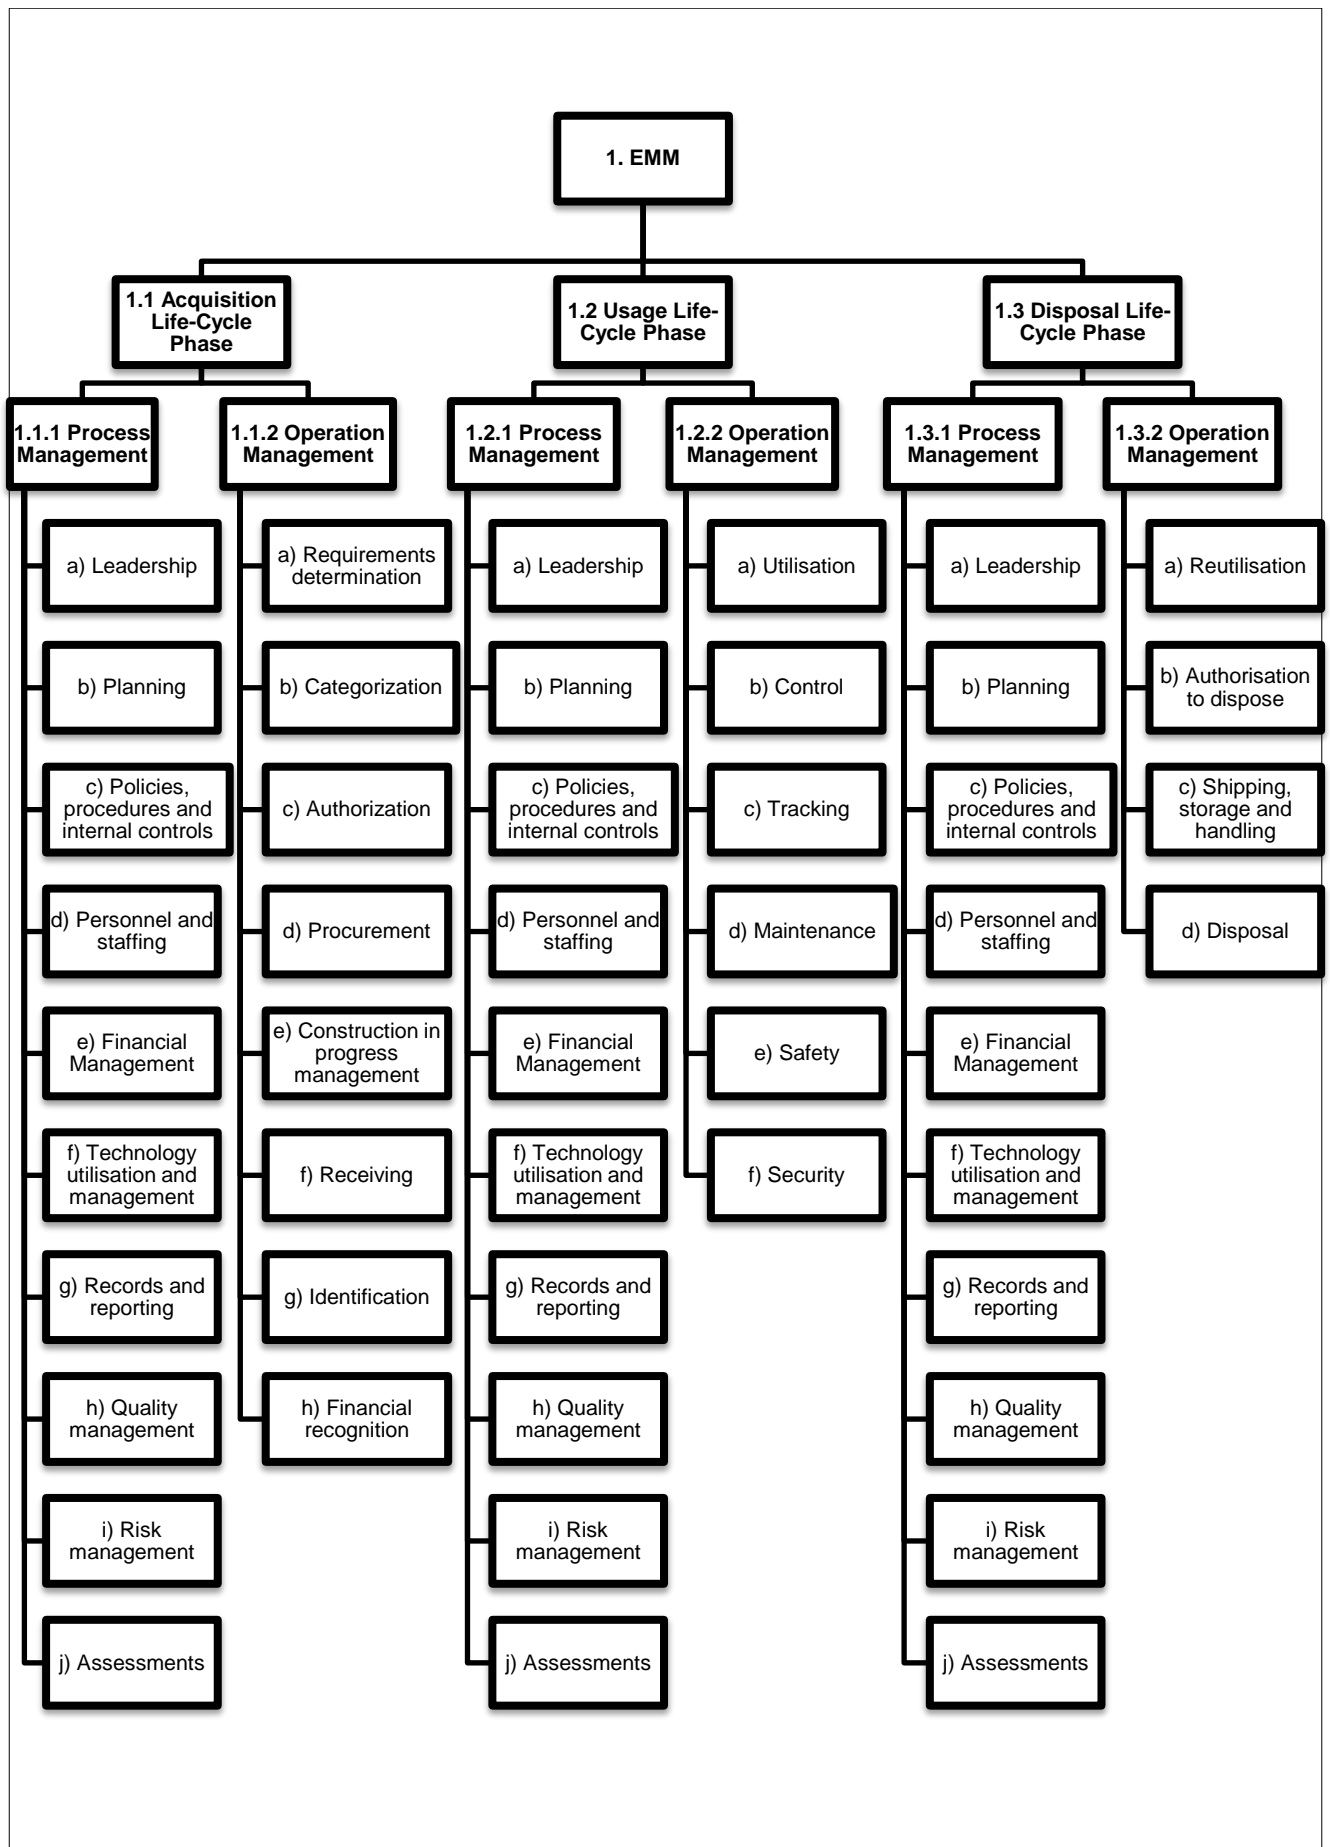 1. EMM
1.1 Acquisition
Life-Cycle
Phase
1.2 Usage Life-
Cycle Phase
1.3 Disposal Life-
Cycle Phase
1.1.1 Process
Management
1.1.2 Operation
Management
1.2.1 Process
Management
1.2.2 Operation
Management
1.3.1 Process
Management
1.3.2 Operation
Management
a) Leadership
b) Planning
c) Policies,
procedures and
internal controls
d) Personnel and
staffing
e) Financial
Management
f) Technology
utilisation and
management
g) Records and
reporting
h) Quality
management
i) Risk
management
j) Assessments
a) Requirements
determination
b) Categorization
c) Authorization
d) Procurement
e) Construction in
progress
management
f) Receiving
g) Identification
h) Financial
recognition
a) Leadership
b) Planning
c) Policies,
procedures and
internal controls
d) Personnel and
staffing
e) Financial
Management
f) Technology
utilisation and
management
g) Records and
reporting
h) Quality
management
i) Risk
management
j) Assessments
a) Utilisation
b) Control
c) Tracking
d) Maintenance
e) Safety
f) Security
a) Leadership
b) Planning
c) Policies,
procedures and
internal controls
d) Personnel and
staffing
e) Financial
Management
f) Technology
utilisation and
management
g) Records and
reporting
h) Quality
management
i) Risk
management
j) Assessments
a) Reutilisation
b) Authorisation
to dispose
c) Shipping,
storage and
handling
d) Disposal